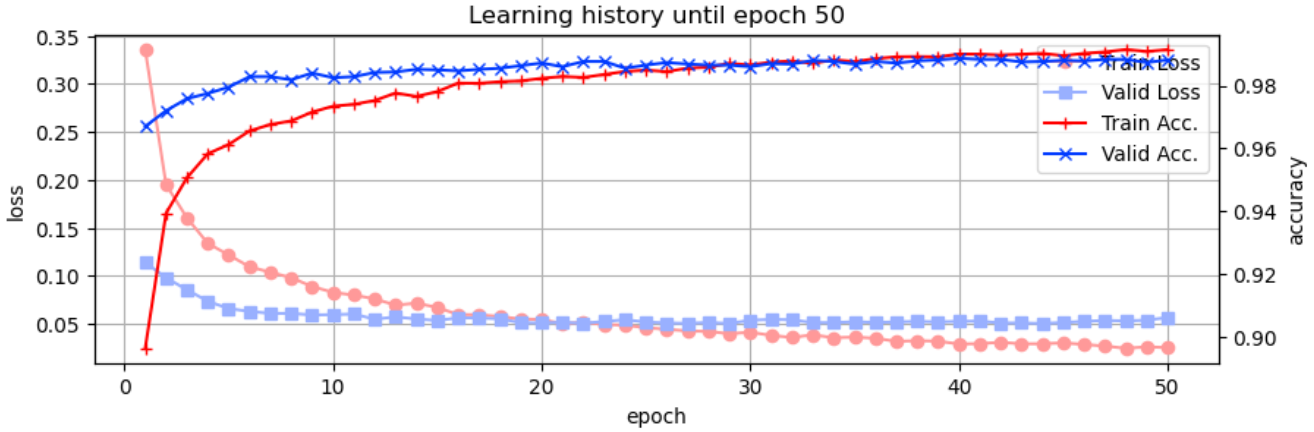 Learning history until epoch 50
0.35
0.30
0.25
0.20
0.15
0.10
0.05
loss
0
10
20
30
40
50
epoch
0.98
0.96
0.94
0.92
0.90
accuracy
Train Loss
Valid Loss
Train Acc.
Valid Acc.